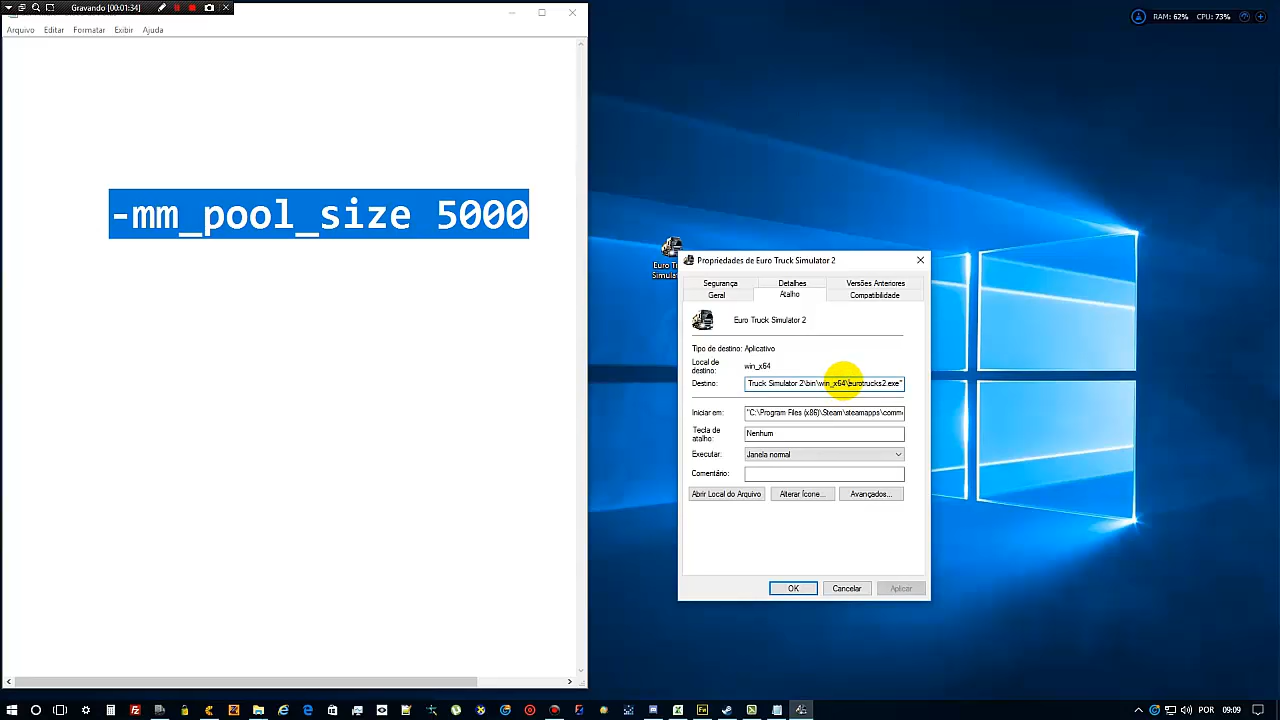 Gravando [00:01:34]
Arquivo Editar Formatar Exibir Ajuda
-mm_pool_size 5000
RAM: 62% CPU: 73%
Euro Tr
Simulat
Propriedades de Euro Truck Simulator 2
Segurança Detalhes Versões Anteriores
Geral Atalho Compatibilidade
Euro Truck Simulator 2
Tipo de destino: Aplicativo
Local de destino: win_x64
Destino: Truck Simulator 2\bin\win_x64\eurotrucks2.exe"
Iniciar em: "C:\Program Files (x86)\Steam\steamapps\comm
Tecla de atalho: Nenhum
Executar: Janela normal
Comentário:
Abrir Local do Arquivo Alterar Ícone... Avançados...
OK Cancelar Aplicar
POR 09:09